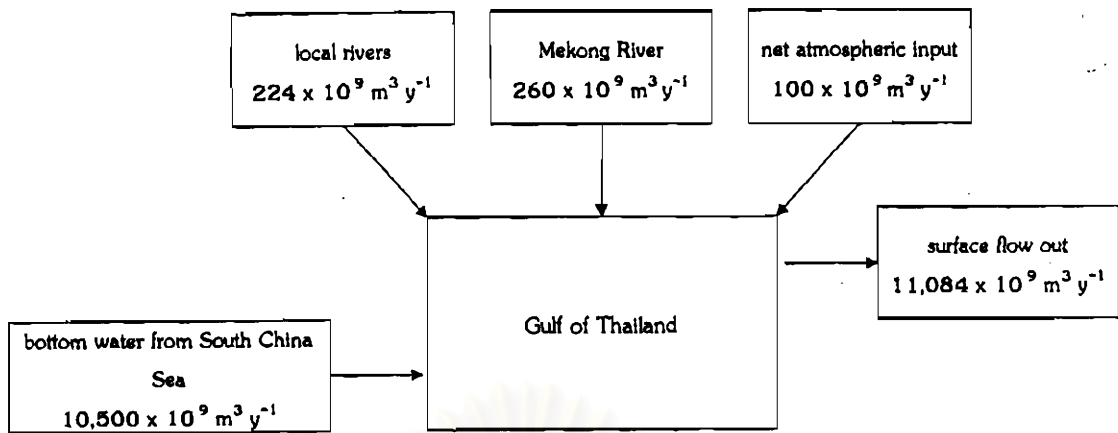 local rivers
224 x 10⁹ m³ y⁻¹
Mekong River
260 x 10⁹ m³ y⁻¹
net atmospheric input
100 x 10⁹ m³ y⁻¹
surface flow out
11,084 x 10⁹ m³ y⁻¹
Gulf of Thailand
bottom water from South China
Sea
10,500 x 10⁹ m³ y⁻¹